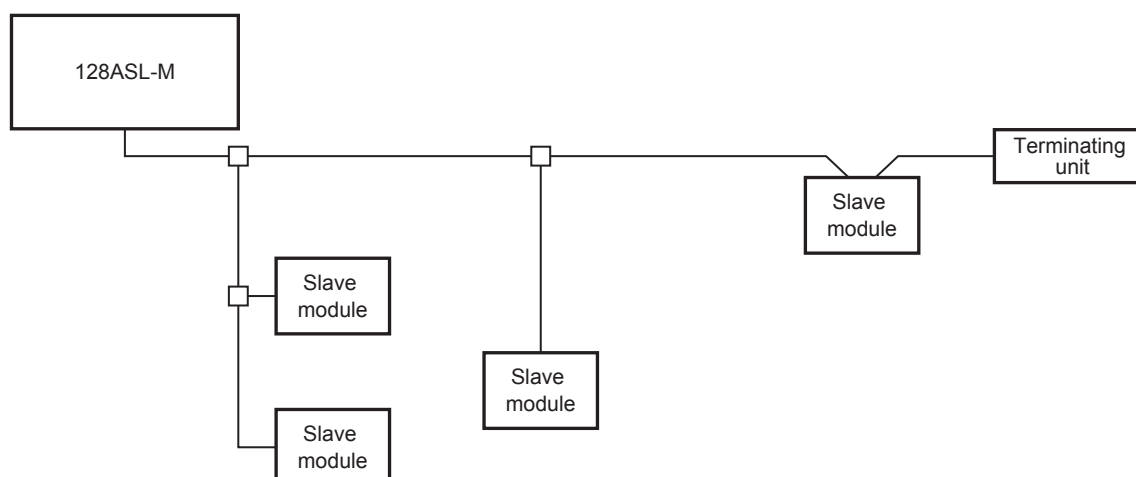 128ASL-M
Terminating
unit
Slave
module
Slave
module
Slave
module
Slave
module